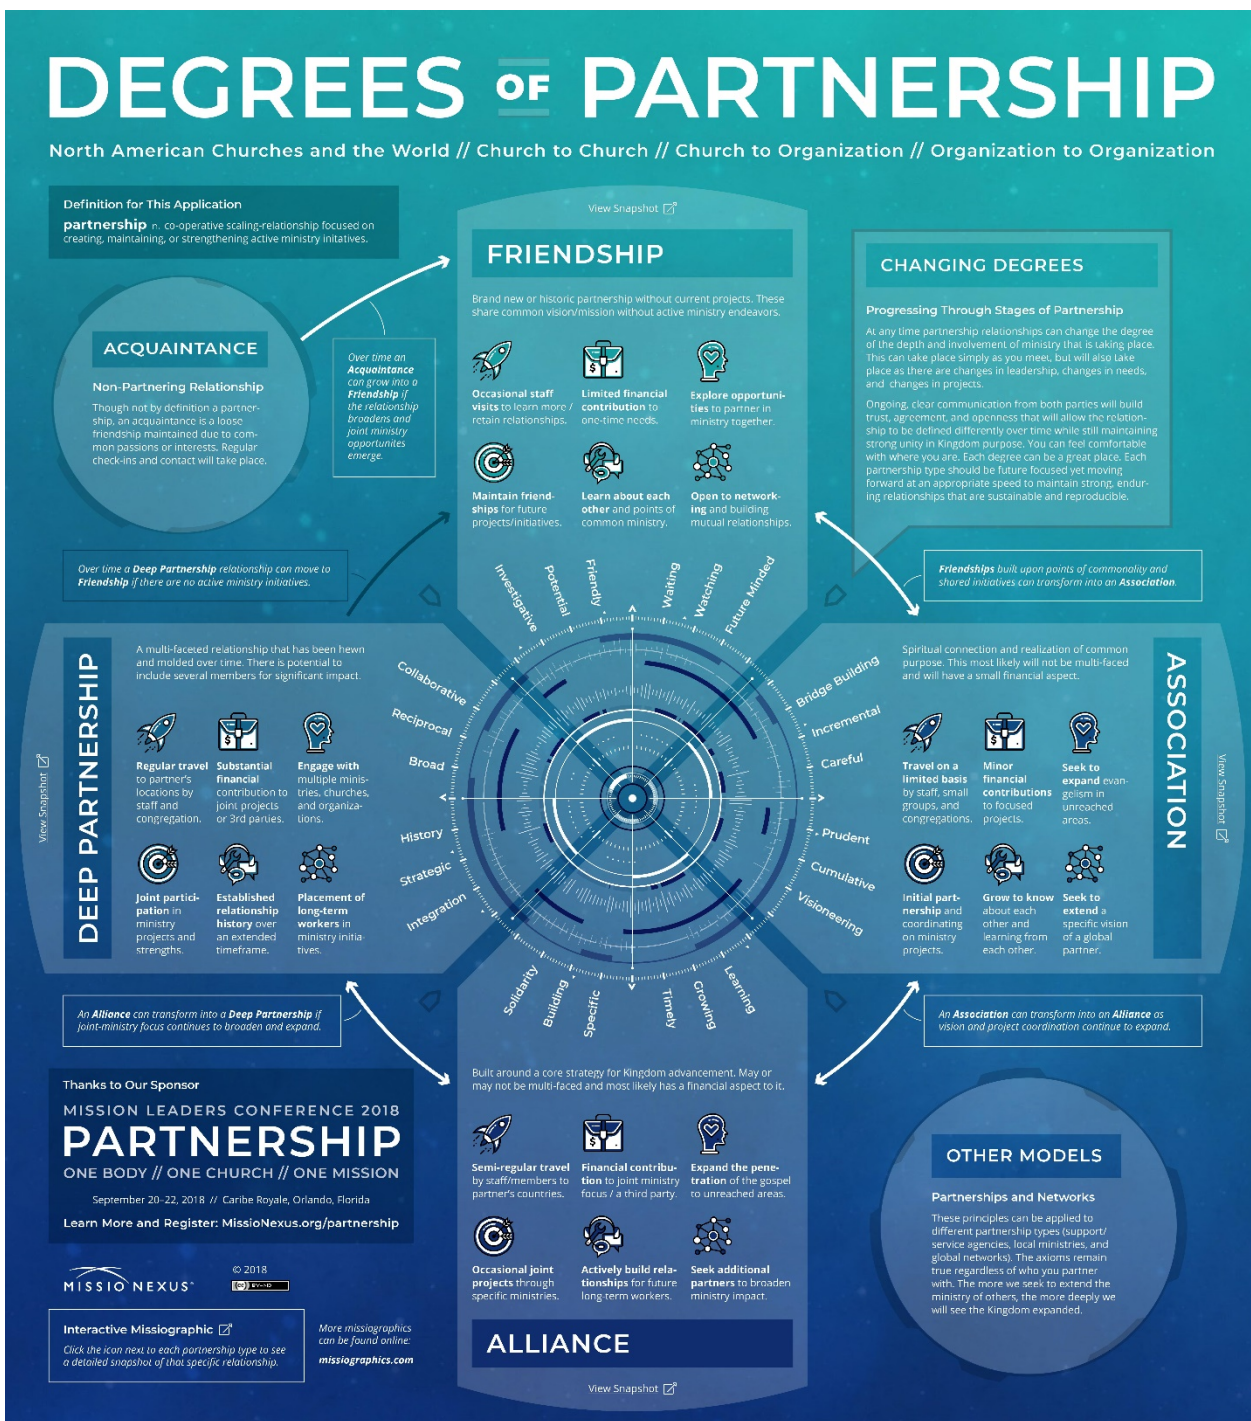 DEGREES OF PARTNERSHIP
North American Churches and the World // Church to Church // Church to Organization // Organization to Organization
Definition for This Application
partnership n. co-operative scaling-relationship focused on
creating, maintaining, or strengthening active ministry initatives.
ACQUAINTANCE
Non-Partnering Relationship
Though not by definition a partner-
ship, an acquaintance is a loose
friendship maintained due to com-
mon passions or interests. Regular
check-ins and contact will take place.
Over time an
Acquaintance
can grow into a
Friendship if
the relationship
broadens and
joint ministry
opportunites
emerge.
View Snapshot
FRIENDSHIP
Brand new or historic partnership without current projects. These
share common vision/mission without active ministry endeavors.
Occasional staff
visits to learn more /
retain relationships.
Limited financial
contribution to
one-time needs.
Explore opportuni-
ties to partner in
ministry together.
Maintain friend-
ships for future
projects/initiatives.
Learn about each
other and points of
common ministry.
Open to network-
ing and building
mutual relationships.
CHANGING DEGREES
Progressing Through Stages of Partnership
At any time partnership relationships can change the degree
of the depth and involvement of ministry that is taking place.
This can take place simply as you meet, but will also take
place as there are changes in leadership, changes in needs,
and changes in projects.
Ongoing, clear communication from both parties will build
trust, agreement, and openness that will allow the relation-
ship to be defined differently over time while still maintaining
strong unity in Kingdom purpose. You can feel comfortable
with where you are. Each degree can be a great place. Each
partnership type should be future focused yet moving
forward at an appropriate speed to maintain strong, endur-
ing relationships that are sustainable and reproducible.
Over time a Deep Partnership relationship can move to
Friendship if there are no active ministry initiatives.
Friendships built upon points of commonality and
shared initiatives can transform into an Association.
Investigative
Potential
Friendly
Waiting
Watching
Future Minded
Bridge Building
Incremental
Careful
Prudent
Cumulative
Visioneering
Learning
Growing
Timely
Specific
Building
Solidarity
Integration
Strategic
History
Broad
Reciprocal
Collaborative
View Snapshot
DEEP PARTNERSHIP
A multi-faceted relationship that has been hewn
and molded over time. There is potential to
include several members for significant impact.
Regular travel
to partner's
locations by
staff and
congregation.
Substantial
financial
contribution to
joint projects
or 3rd parties.
Engage with
multiple minis-
tries, churches,
and organiza-
tions.
Joint partici-
pation in
ministry
projects and
strengths.
Established
relationship
history over
an extended
timeframe.
Placement of
long-term
workers in
ministry initia-
tives.
ASSOCIATION
View Snapshot
Spiritual connection and realization of common
purpose. This most likely will not be multi-faced
and will have a small financial aspect.
Travel on a
limited basis
by staff, small
groups, and
congregations.
Minor
financial
contributions
to focused
projects.
Seek to
expand evan-
gelism in
unreached
areas.
Initial part-
nership and
coordinating
on ministry
projects.
Grow to know
about each
other and
learning from
each other.
Seek to
extend a
specific vision
of a global
partner.
An Alliance can transform into a Deep Partnership if
joint-ministry focus continues to broaden and expand.
An Association can transform into an Alliance as
vision and project coordination continue to expand.
Built around a core strategy for Kingdom advancement. May or
may not be multi-faced and most likely has a financial aspect to it.
Semi-regular travel
by staff/members to
partner's countries.
Financial contribu-
tion to joint ministry
focus / a third party.
Expand the pene-
tration of the gospel
to unreached areas.
Occasional joint
projects through
specific ministries.
Actively build rela-
tionships for future
long-term workers.
Seek additional
partners to broaden
ministry impact.
ALLIANCE
View Snapshot
Thanks to Our Sponsor
MISSION LEADERS CONFERENCE 2018
PARTNERSHIP
ONE BODY // ONE CHURCH // ONE MISSION
September 20–22, 2018 // Caribe Royale, Orlando, Florida
Learn More and Register: MissioNexus.org/partnership
MISSIO NEXUS
© 2018
cc BY-ND
Interactive Missiographic
Click the icon next to each partnership type to see
a detailed snapshot of that specific relationship.
More missiographics
can be found online:
missiographics.com
OTHER MODELS
Partnerships and Networks
These principles can be applied to
different partnership types (support/
service agencies, local ministries, and
global networks). The axioms remain
true regardless of who you partner
with. The more we seek to extend the
ministry of others, the more deeply we
will see the Kingdom expanded.